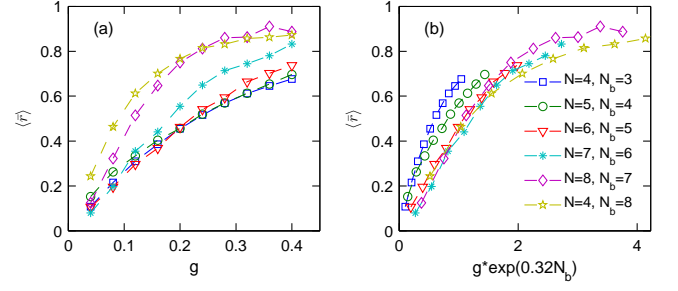 (a)
⟨r̄⟩
1
0.8
0.6
0.4
0.2
0
0 0.1 0.2 0.3 0.4
g
(b)
⟨r̄⟩
1
0.8
0.6
0.4
0.2
0
0 2 4
g*exp(0.32N_b)
N=4, N_b=3
N=5, N_b=4
N=6, N_b=5
N=7, N_b=6
N=8, N_b=7
N=4, N_b=8